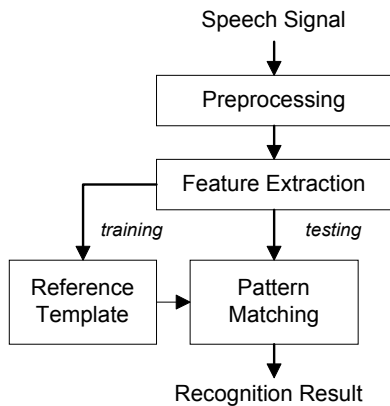 Speech Signal
Preprocessing
Feature Extraction
training
testing
Reference
Template
Pattern
Matching
Recognition Result